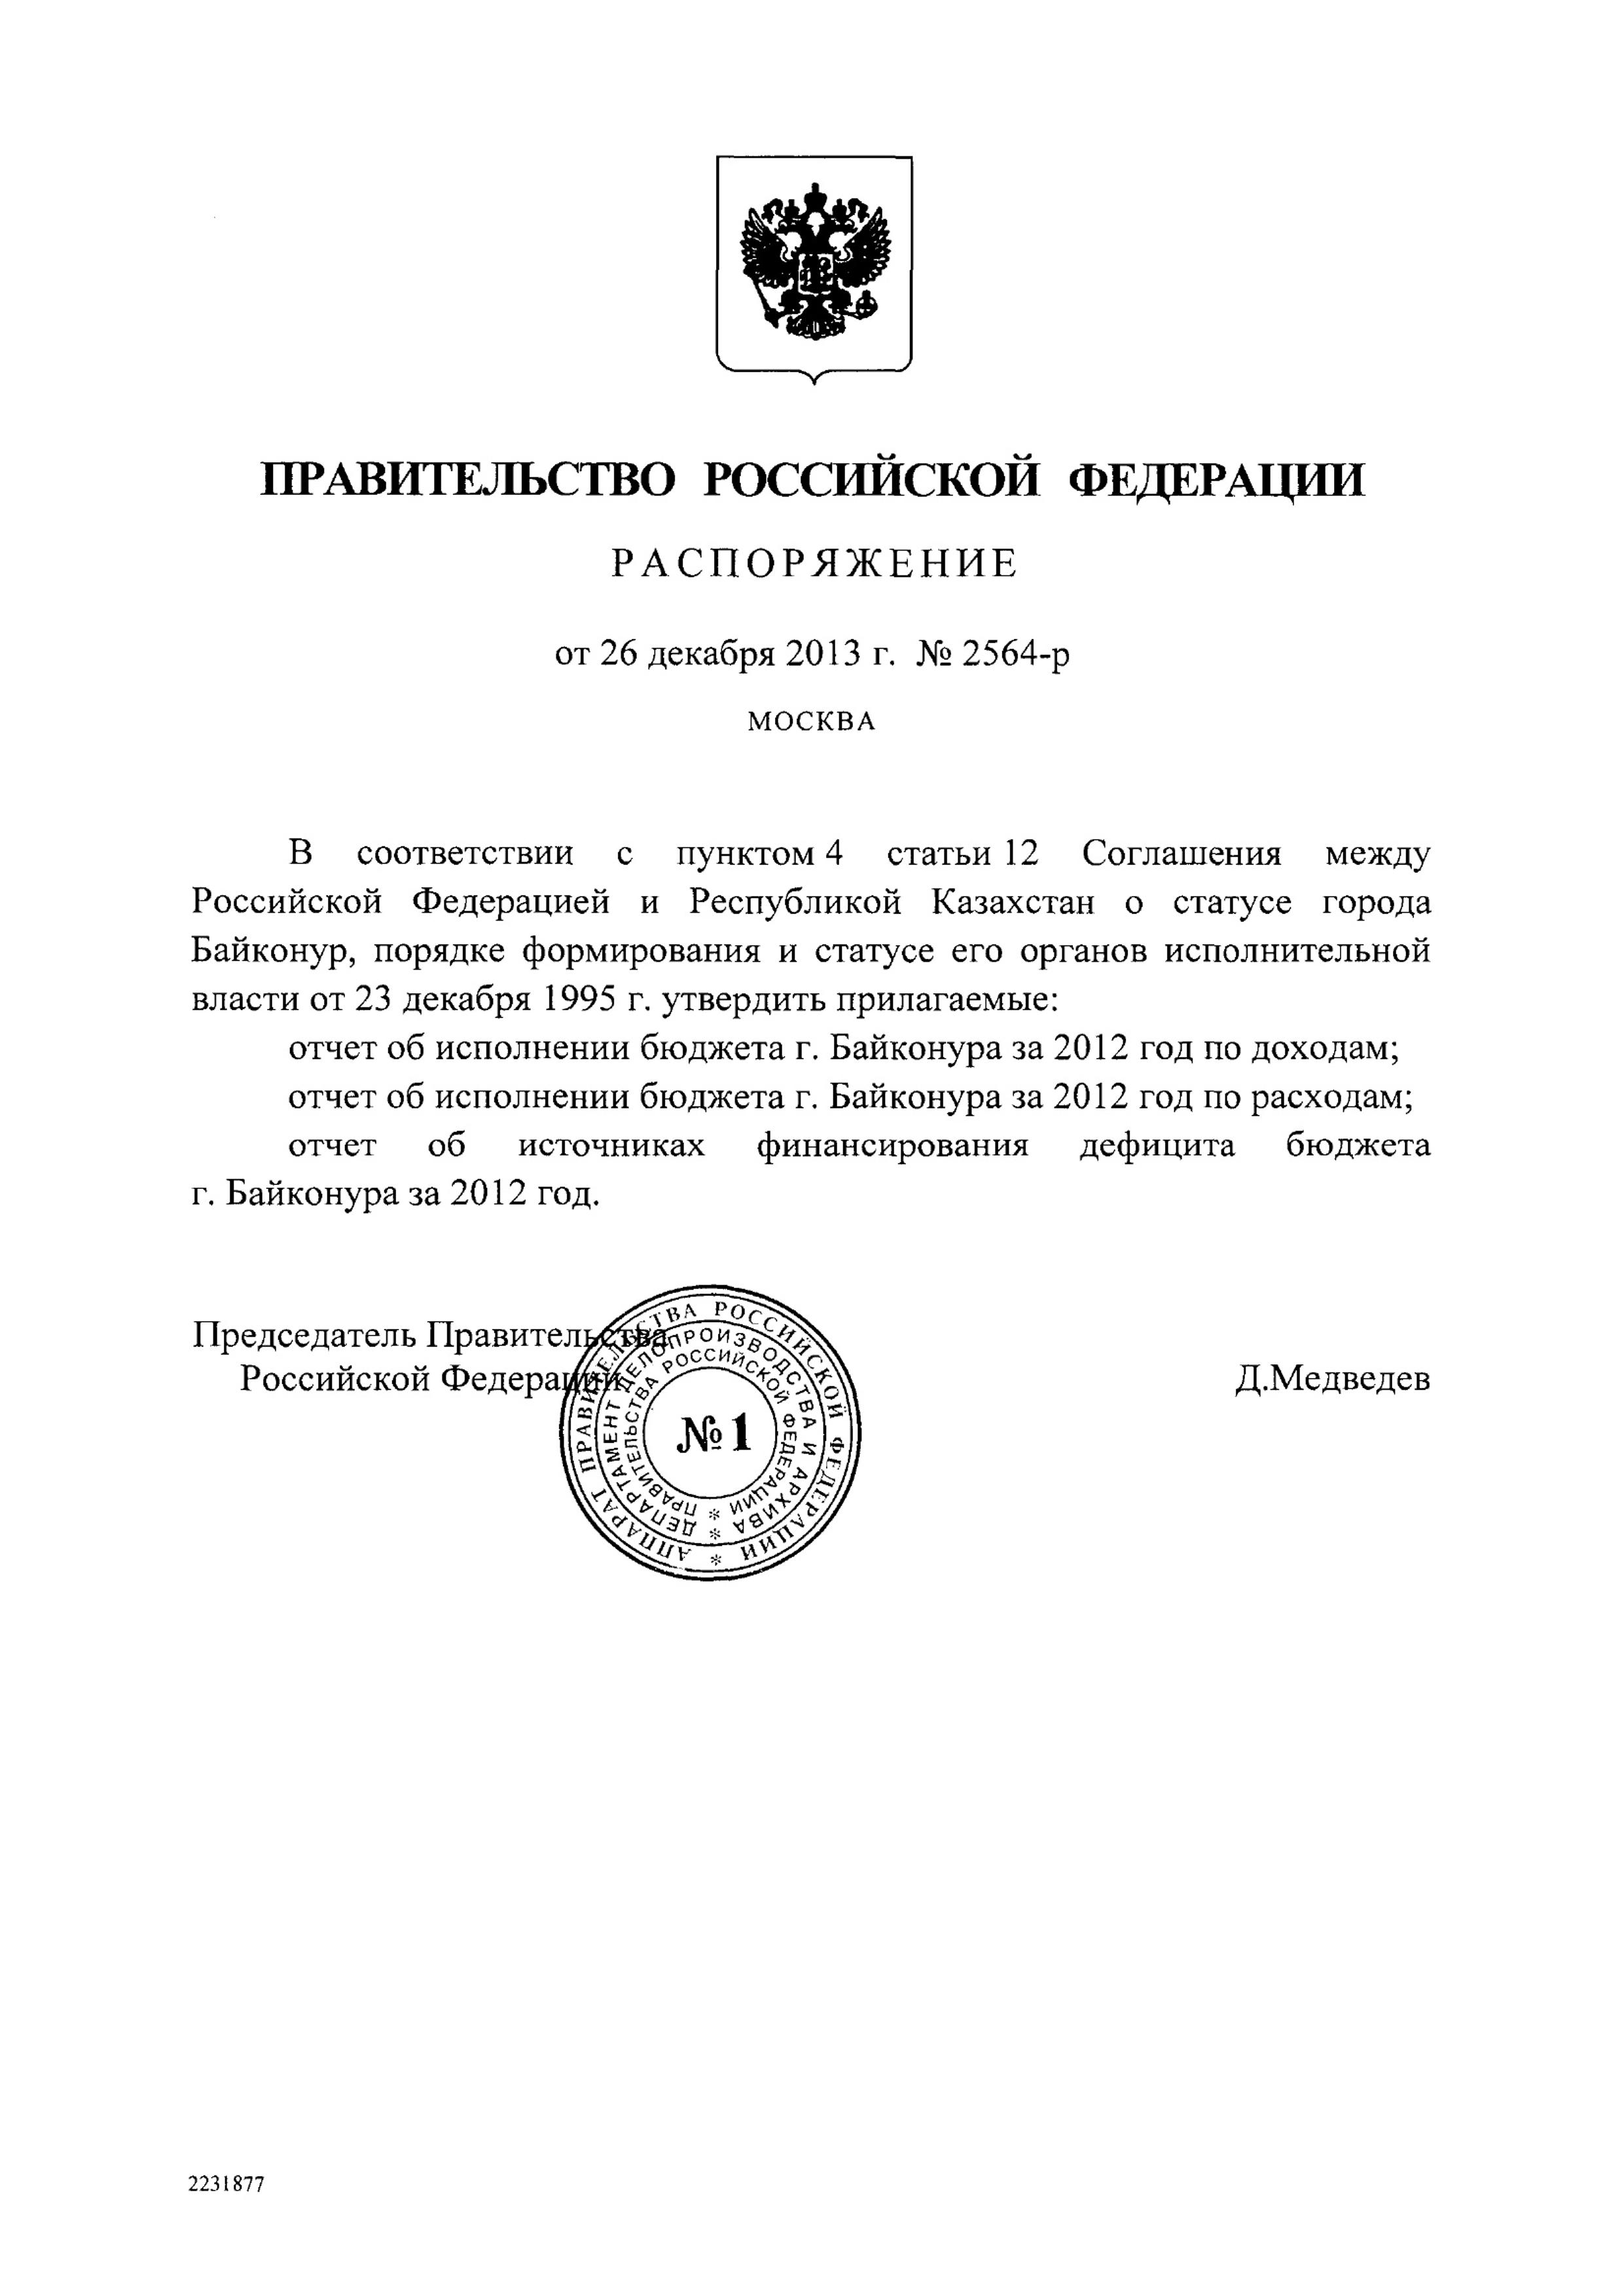 ПРАВИТЕЛЬСТВО РОССИЙСКОЙ ФЕДЕРАЦИИ
РАСПОРЯЖЕНИЕ
от 26 декабря 2013 г. № 2564-р
МОСКВА
В соответствии с пунктом 4 статьи 12 Соглашения между
Российской Федерацией и Республикой Казахстан о статусе города
Байконур, порядке формирования и статусе его органов исполнительной
власти от 23 декабря 1995 г. утвердить прилагаемые:
отчет об исполнении бюджета г. Байконура за 2012 год по доходам;
отчет об исполнении бюджета г. Байконура за 2012 год по расходам;
отчет об источниках финансирования дефицита бюджета
г. Байконура за 2012 год.
Председатель Правительства
Российской Федерации
Д.Медведев
АППАРАТ ПРАВИТЕЛЬСТВА РОССИЙСКОЙ ФЕДЕРАЦИИ *
ДЕПАРТАМЕНТ ДЕЛОПРОИЗВОДСТВА И АРХИВА *
ПРАВИТЕЛЬСТВА РОССИЙСКОЙ ФЕДЕРАЦИИ *
№1
2231877